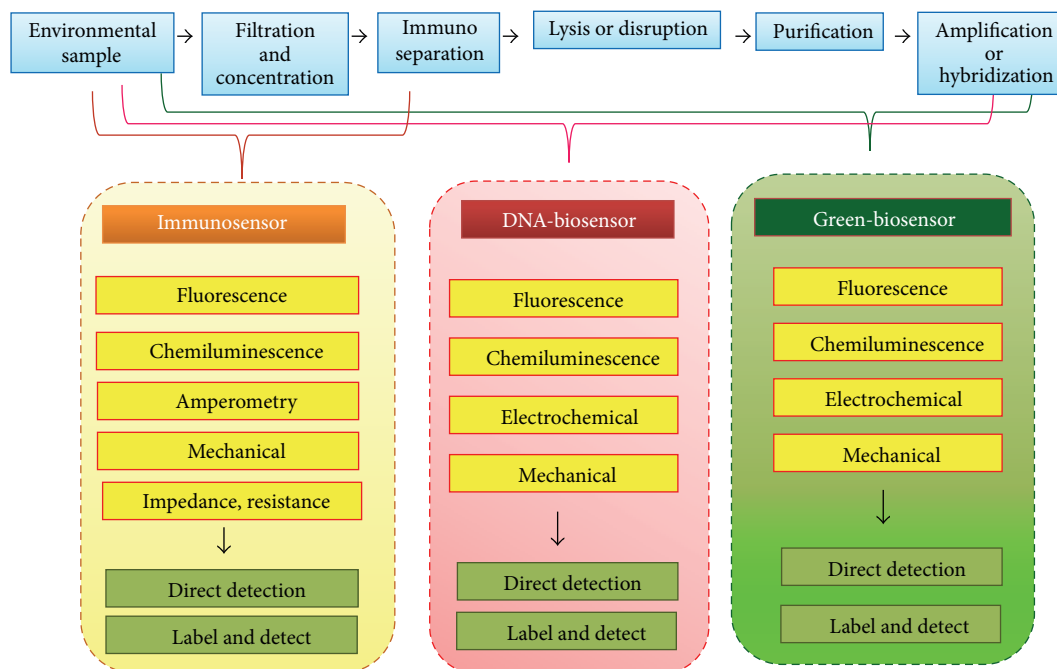 Environmental
sample
Filtration
and
concentration
Immuno
separation
Lysis or disruption
Purification
Amplification
or
hybridization
Immunosensor
Fluorescence
Chemiluminescence
Amperometry
Mechanical
Impedance, resistance
Direct detection
Label and detect
DNA-biosensor
Fluorescence
Chemiluminescence
Electrochemical
Mechanical
Direct detection
Label and detect
Green-biosensor
Fluorescence
Chemiluminescence
Electrochemical
Mechanical
Direct detection
Label and detect